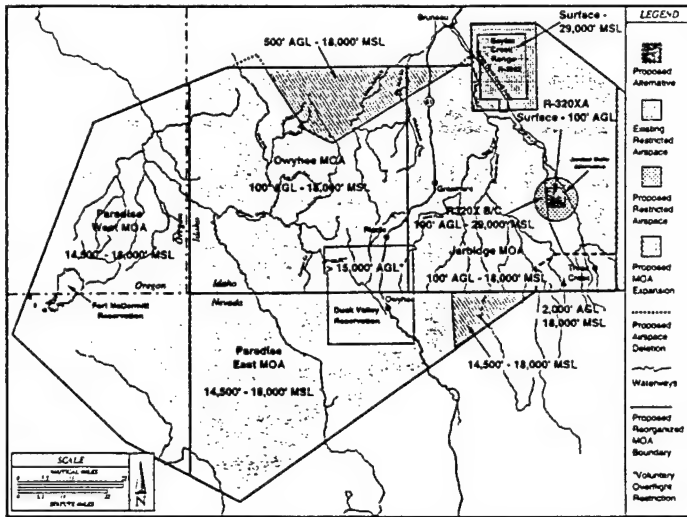 Bruneau
Surface -
29,000' MSL
500' AGL - 18,000' MSL
Creek
Range
R-320XA
Surface - 100' AGL
Owyhee MOA
100' AGL - 18,000' MSL
Grasmere
R320X B/C
100' AGL - 29,000' MSL
Paradise
West MOA
14,500' - 18,000' MSL
Oregon
Idaho
Jarbidge MOA
100' AGL - 18,000' MSL
Three
Creek
> 15,000' AGL*
Oregon
Idaho
Nevada
Fort McDermitt
Reservation
Duck Valley
Reservation
Owyhee
2,000' AGL
18,000' MSL
14,500' - 18,000' MSL
Paradise
East MOA
14,500' - 18,000' MSL
SCALE
NAUTICAL MILES
STATUTE MILES
N
LEGEND
Proposed
Alternative
Existing
Restricted
Airspace
Proposed
Restricted
Airspace
Proposed
MOA
Expansion
Proposed
Airspace
Deletion
Waterways
Proposed
Reorganized
MOA
Boundary
*Voluntary
Overflight
Restriction